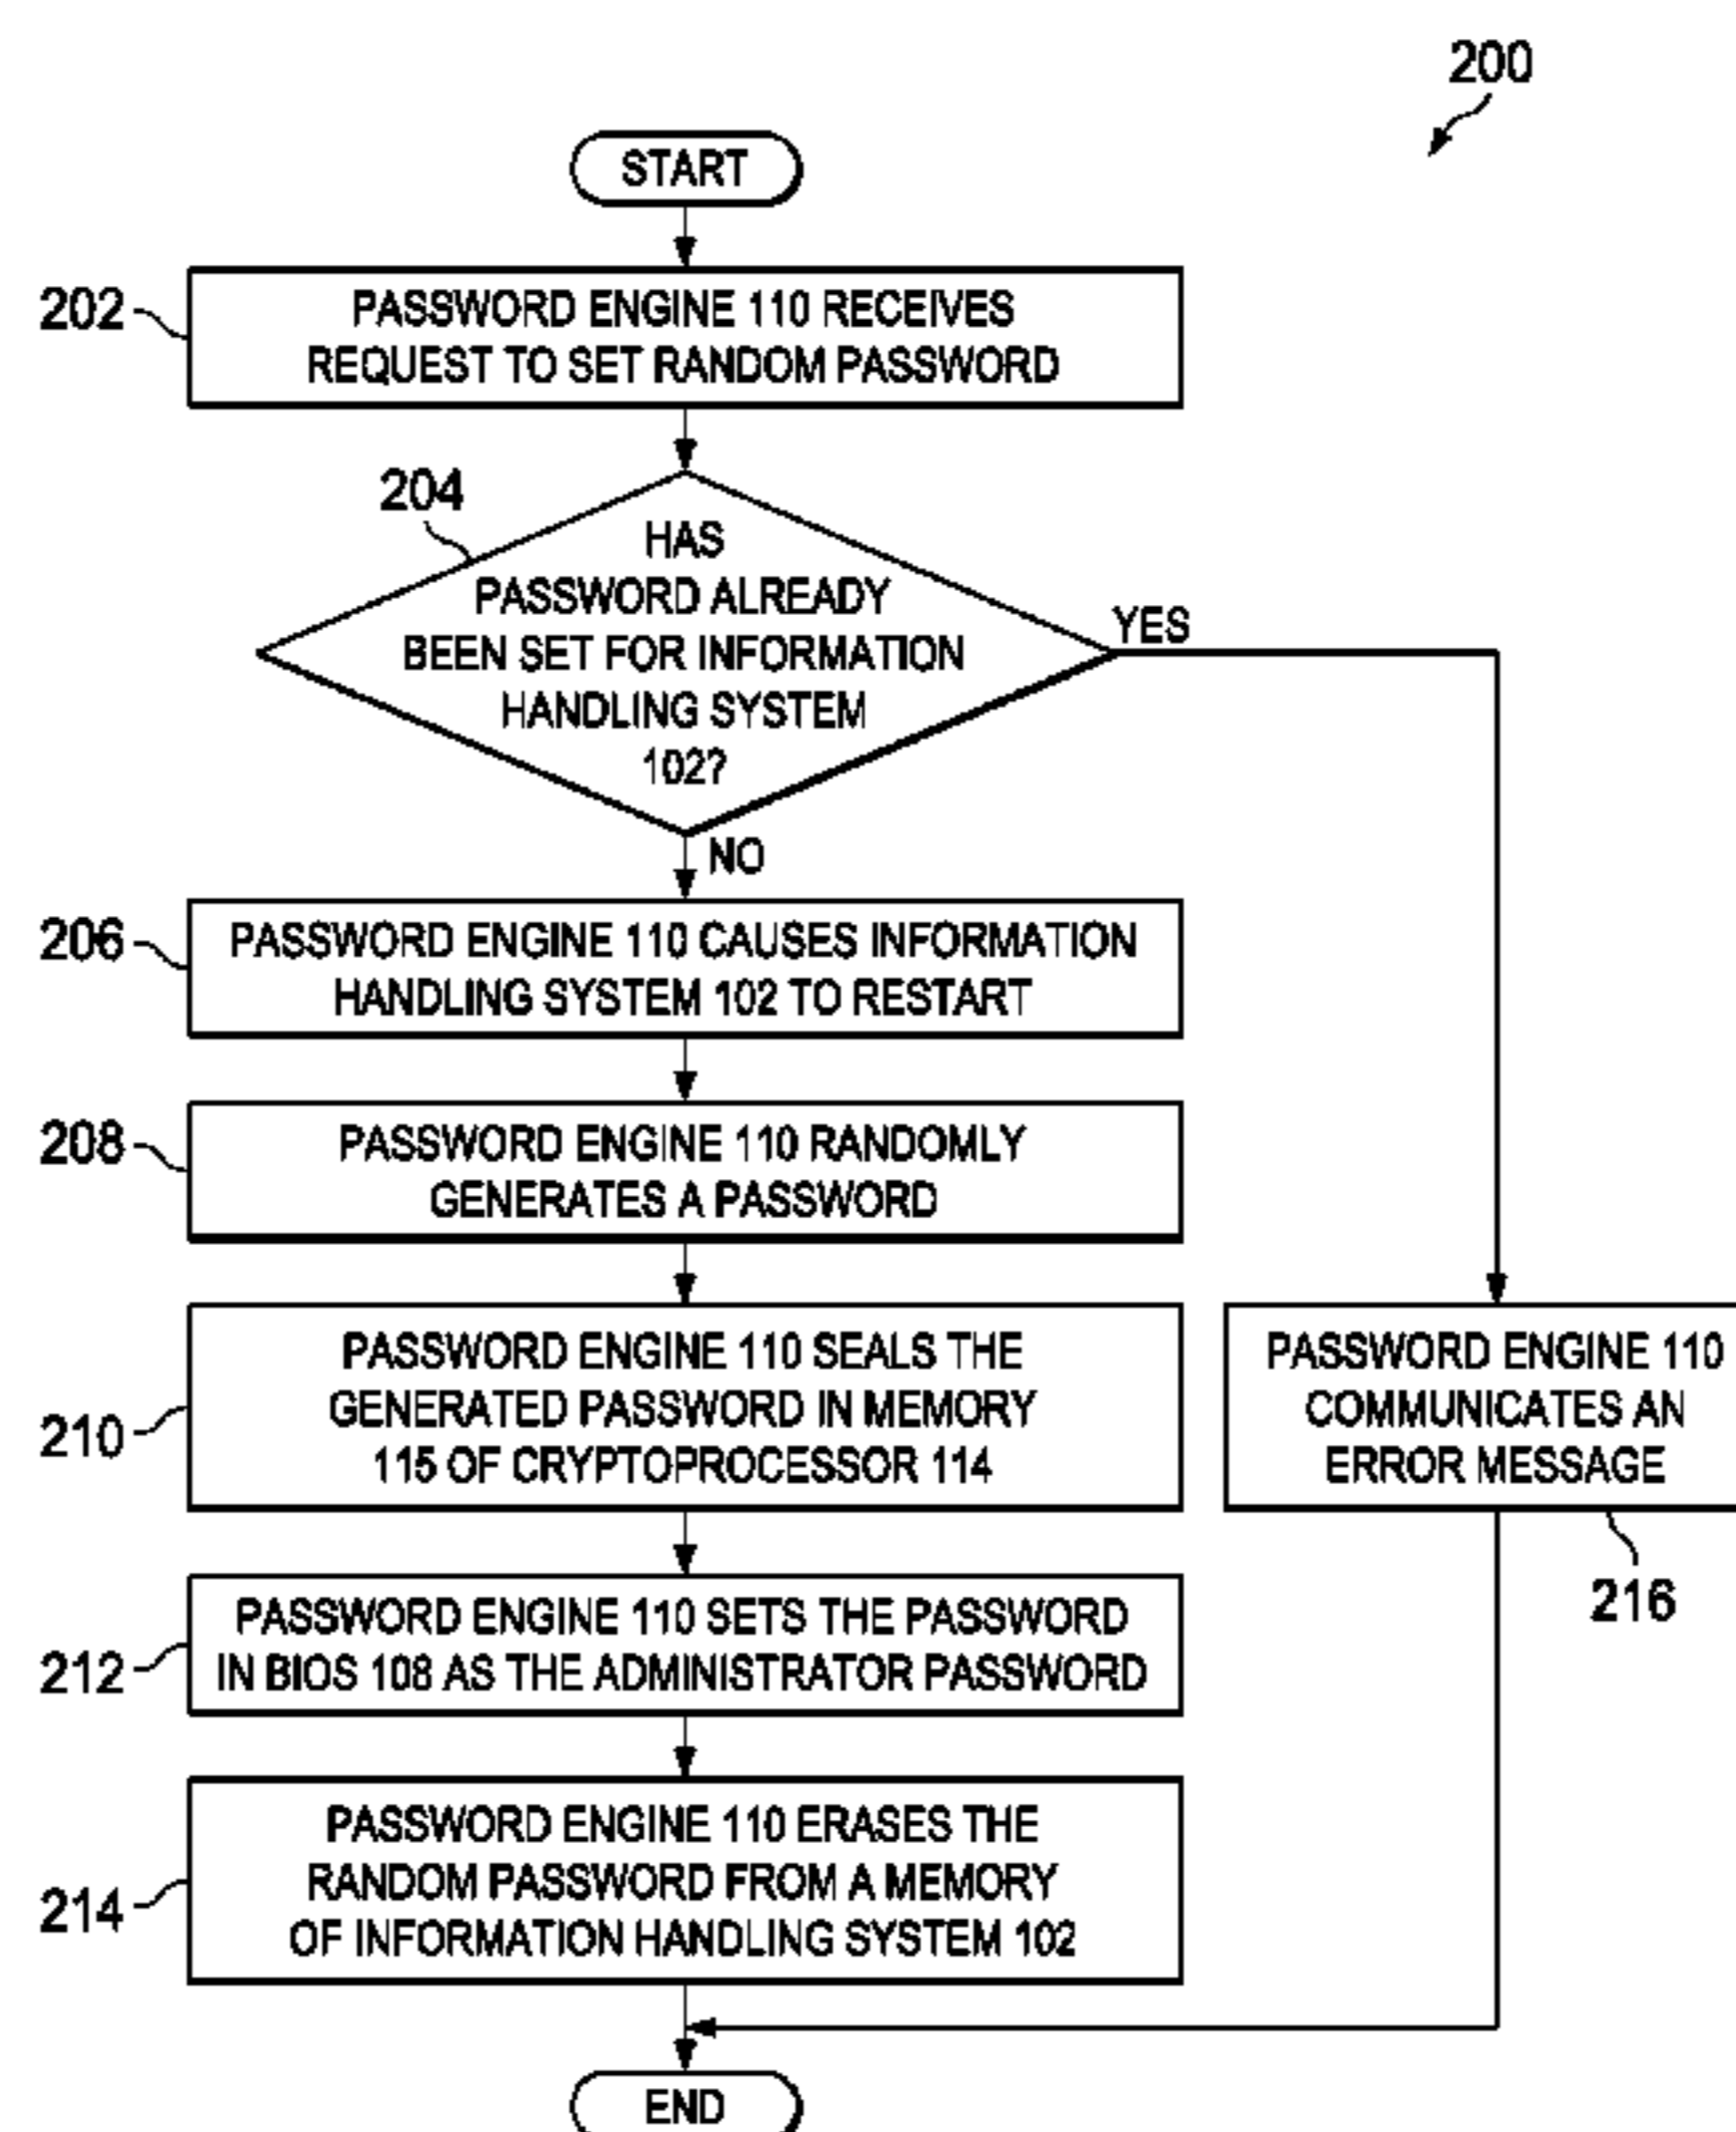 200
START
202
PASSWORD ENGINE 110 RECEIVES
REQUEST TO SET RANDOM PASSWORD
204
HAS
PASSWORD ALREADY
BEEN SET FOR INFORMATION
HANDLING SYSTEM
102?
YES
NO
206
PASSWORD ENGINE 110 CAUSES INFORMATION
HANDLING SYSTEM 102 TO RESTART
208
PASSWORD ENGINE 110 RANDOMLY
GENERATES A PASSWORD
210
PASSWORD ENGINE 110 SEALS THE
GENERATED PASSWORD IN MEMORY
115 OF CRYPTOPROCESSOR 114
PASSWORD ENGINE 110
COMMUNICATES AN
ERROR MESSAGE
216
212
PASSWORD ENGINE 110 SETS THE PASSWORD
IN BIOS 108 AS THE ADMINISTRATOR PASSWORD
214
PASSWORD ENGINE 110 ERASES THE
RANDOM PASSWORD FROM A MEMORY
OF INFORMATION HANDLING SYSTEM 102
END